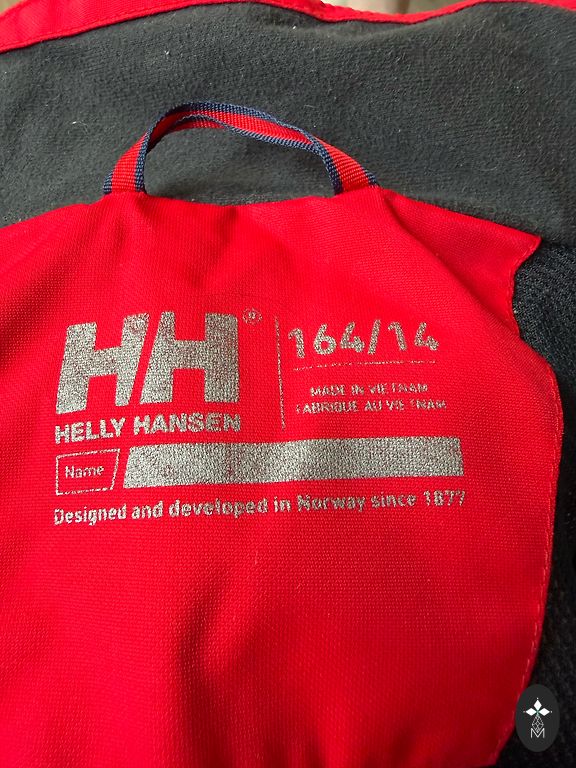 HH®
164/14
MADE IN VIETNAM
FABRIQUE AU VIETNAM
HELLY HANSEN
Name
Designed and developed in Norway since 1877
M